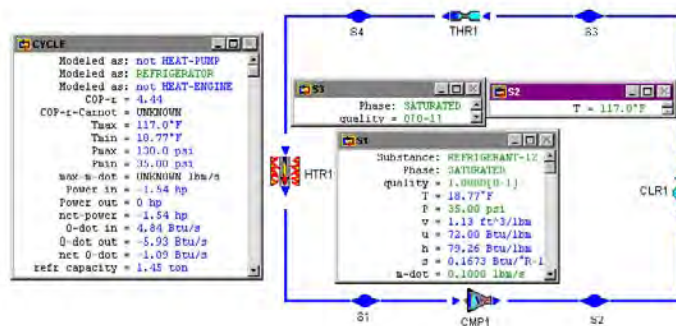 S4
THR1
S3
CYCLE
Modeled as: not HEAT-PUMP
Modeled as: REFRIGERATOR
Modeled as: not HEAT-ENGINE
COP-r = 4.44
COP-r-Carnot = UNKNOWN
Tmax = 117.0°F
Tmin = 18.77°F
Pmax = 130.0 psi
Pmin = 35.00 psi
max-m-dot = UNKNOWN lbm/s
Power in = -1.54 hp
Power out = 0 hp
net-power = -1.54 hp
Q-dot in = 4.84 Btu/s
Q-dot out = -5.93 Btu/s
net Q-dot = -1.09 Btu/s
refr capacity = 1.45 ton
S3
Phase: SATURATED
quality = 0[0-1]
S2
T = 117.0°F
HTR1
S1
Substance: REFRIGERANT-12
Phase: SATURATED
quality = 1.0000[0-1]
T = 18.77°F
P = 35.00 psi
v = 1.13 ft^3/lbm
u = 72.00 Btu/lbm
h = 79.26 Btu/lbm
s = 0.1673 Btu/°R-l
m-dot = 0.1000 lbm/s
CLR1
S1
CMP1
S2